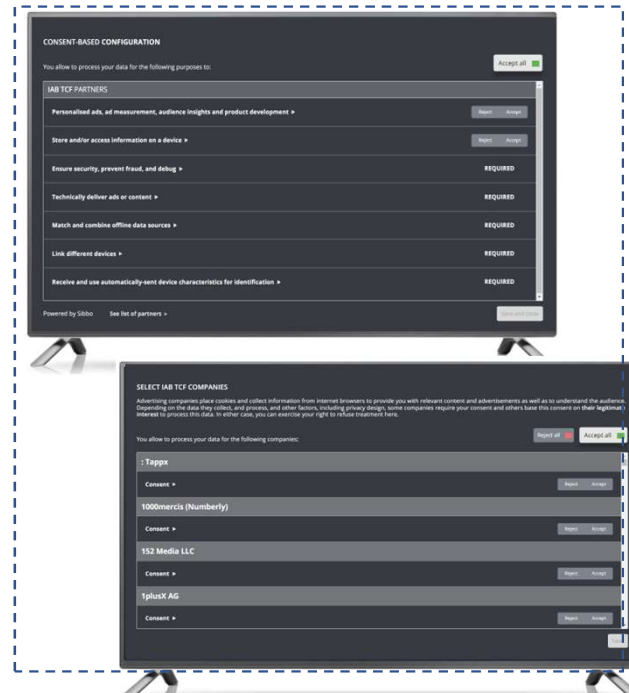 CONSENT-BASED CONFIGURATION
You allow to process your data for the following purposes to:
Accept all
IAB TCF PARTNERS
Personalised ads, ad measurement, audience insights and product development ▸
Reject Accept
Store and/or access information on a device ▸
Reject Accept
Ensure security, prevent fraud, and debug ▸
REQUIRED
Technically deliver ads or content ▸
REQUIRED
Match and combine offline data sources ▸
REQUIRED
Link different devices ▸
REQUIRED
Receive and use automatically-sent device characteristics for identification ▸
REQUIRED
Powered by Sibbo See list of partners »
Save and close
SELECT IAB TCF COMPANIES
Advertising companies place cookies and collect information from internet browsers to provide you with relevant content and advertisements as well as to understand the audience.
Depending on the data they collect, and process, and other factors, including privacy design, some companies require your consent and others base this consent on their legitimat
interest to process this data. In either case, you can exercise your right to refuse treatment here.
You allow to process your data for the following companies:
Reject all Accept all
: Tappx
Consent ▸
Reject Accept
1000mercis (Numberly)
Consent ▸
Reject Accept
152 Media LLC
Consent ▸
Reject Accept
1plusX AG
Consent ▸
Reject Accept